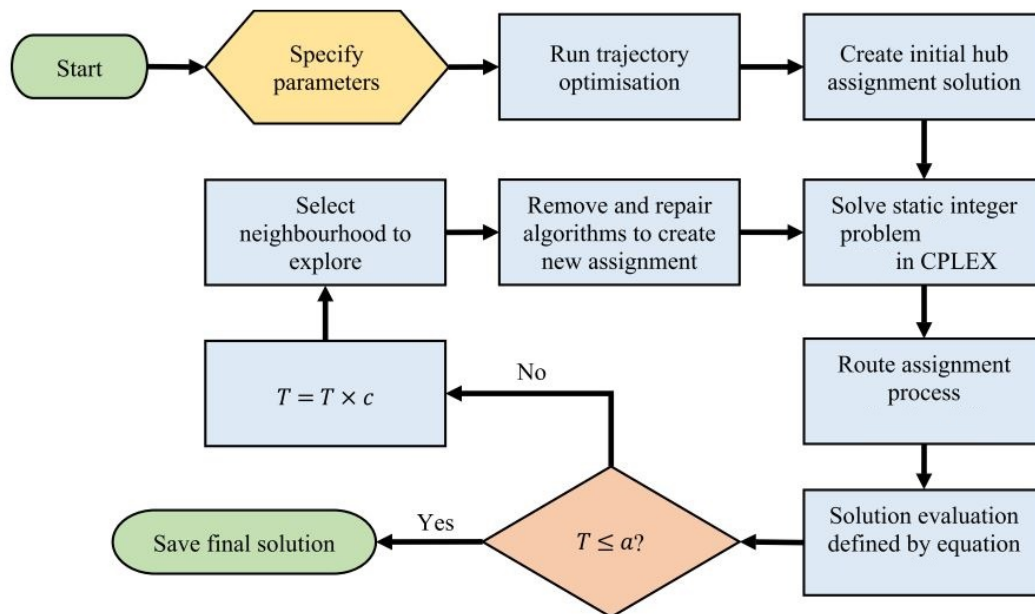 Start
Specify
parameters
Run trajectory
optimisation
Create initial hub
assignment solution
Select
neighbourhood to
explore
Remove and repair
algorithms to create
new assignment
Solve static integer
problem
in CPLEX
T = T × c
No
Route assignment
process
Save final solution
Yes
T ≤ a?
Solution evaluation
defined by equation